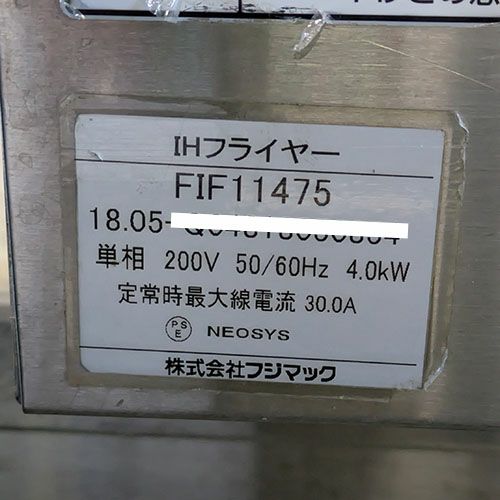 IHフライヤー
FIF11475
18.05-
単相 200V 50/60Hz 4.0kW
定常時最大線電流 30.0A
PSE NEOSYS
株式会社フジマック